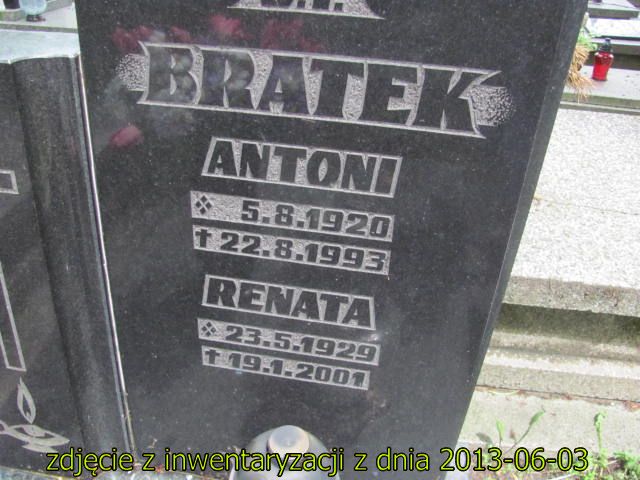 BRATEK
ANTONI
5.8.1920
† 22.8.1993
RENATA
23.5.1929
† 19.1.2001
zdjęcie z inwentaryzacji z dnia 2013-06-03